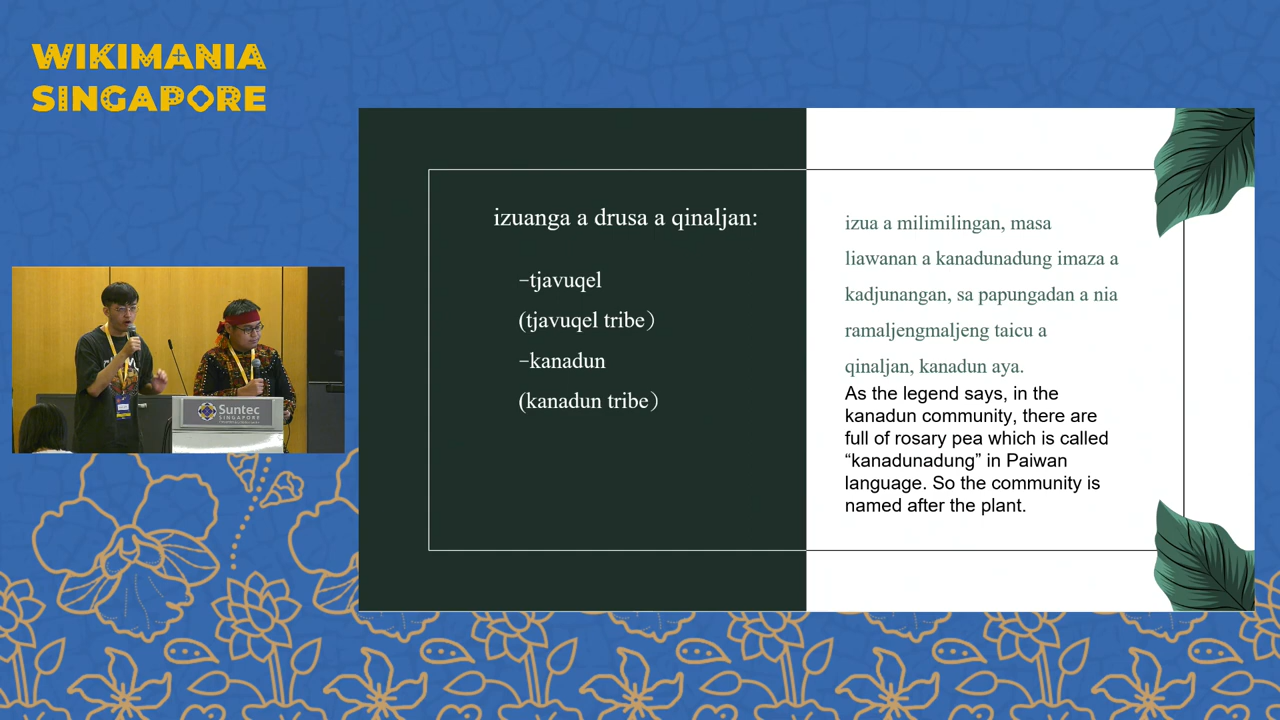 WIKIMANIA
SINGAPORE
izuanga a drusa a qinaljan:
–tjavuqel
(tjavuqel tribe）
–kanadun
(kanadun tribe）
izua a milimilingan, masa
liawanan a kanadunadung imaza a
kadjunangan, sa papungadan a nia
ramaljengmaljeng taicu a
qinaljan, kanadun aya.
As the legend says, in the
kanadun community, there are
full of rosary pea which is called
“kanadunadung” in Paiwan
language. So the community is
named after the plant.
Suntec
SINGAPORE